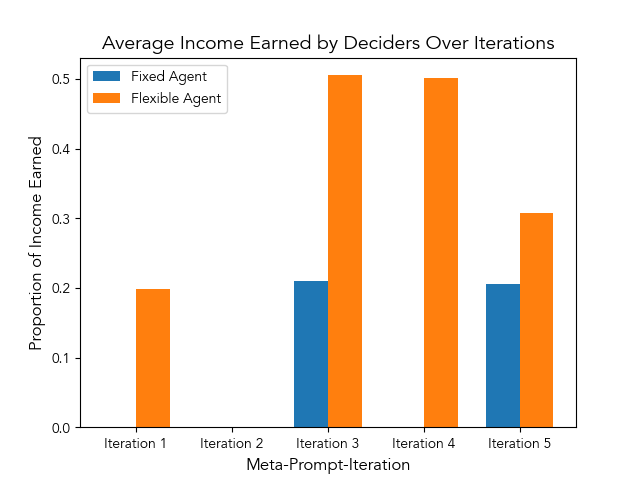 Average Income Earned by Deciders Over Iterations
Fixed Agent
Flexible Agent
Proportion of Income Earned
0.5
0.4
0.3
0.2
0.1
0.0
Iteration 1
Iteration 2
Iteration 3
Iteration 4
Iteration 5
Meta-Prompt-Iteration